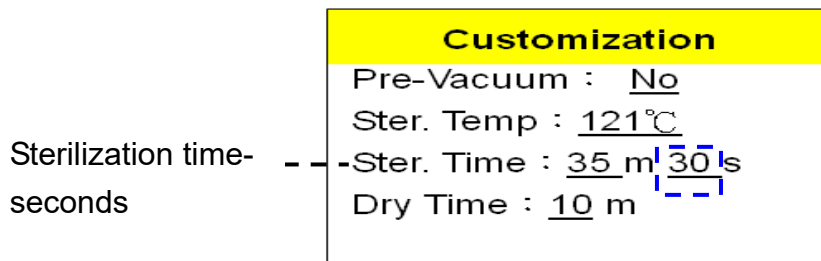 Customization
Pre-Vacuum : No
Ster. Temp : 121℃
Sterilization time-
seconds
Ster. Time : 35 m 30 s
Dry Time : 10 m